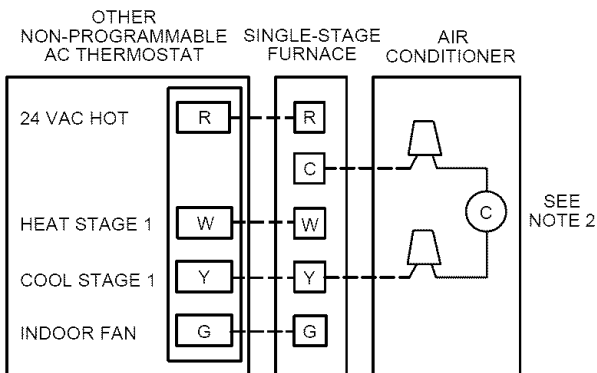 OTHER
NON-PROGRAMMABLE
AC THERMOSTAT
SINGLE-STAGE
FURNACE
AIR
CONDITIONER
24 VAC HOT
R
R
C
C
SEE
NOTE 2
HEAT STAGE 1
W
W
COOL STAGE 1
Y
Y
INDOOR FAN
G
G